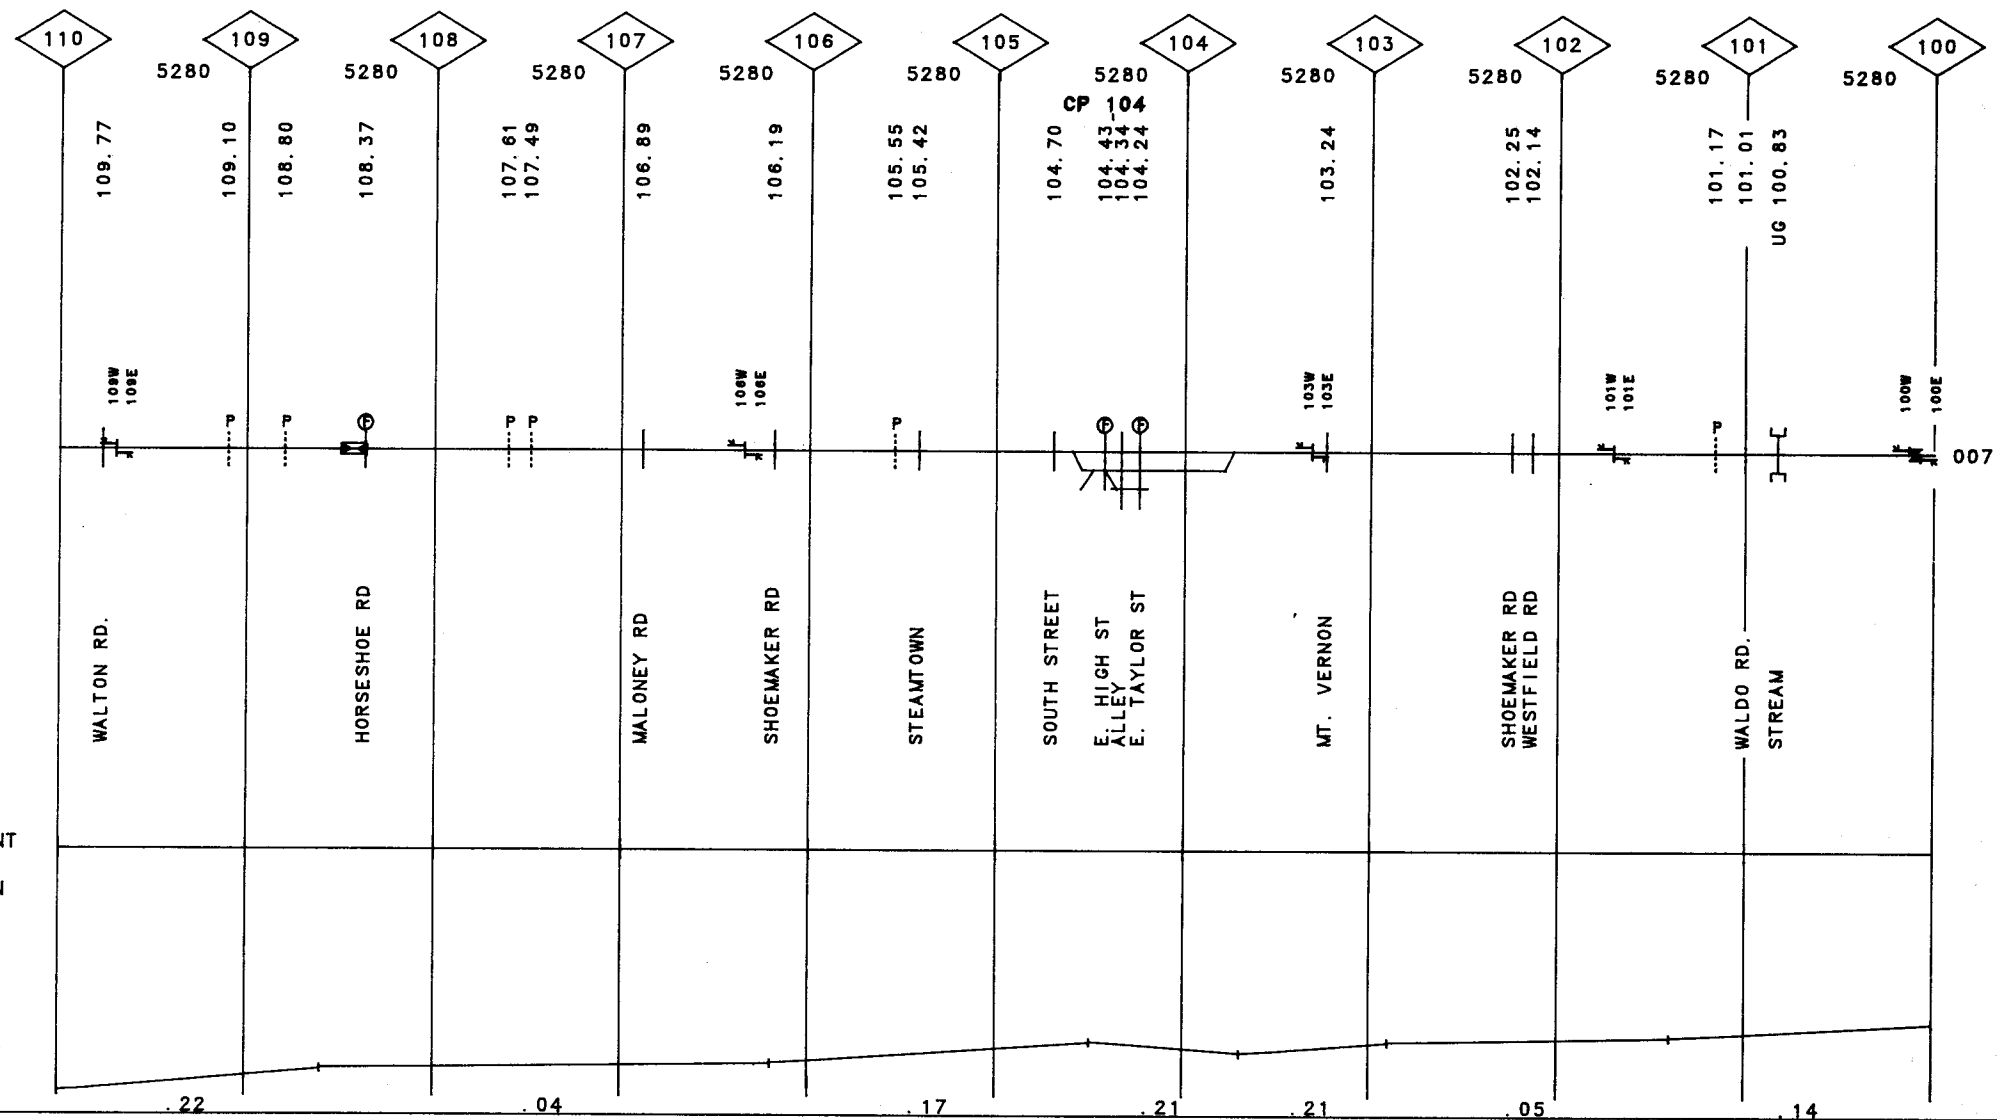 110 109 108 107 106 105 104 103 102 101 100
5280 5280 5280 5280 5280 5280 5280 5280 5280 5280
CP 104
109.77
109.10
108.80
108.37
107.61
107.49
106.89
106.19
105.55
105.42
104.70
104.43
104.34
104.24
103.24
102.25
102.14
101.17
101.01
UG 100.83
109W
109E
106W
106E
103W
103E
101W
101E
100W
100E
P P F P P P F F P
007
WALTON RD.
HORSESHOE RD
MALONEY RD
SHOEMAKER RD
STEAMTOWN
SOUTH STREET
E. HIGH ST
ALLEY
E. TAYLOR ST
MT. VERNON
SHOEMAKER RD
WESTFIELD RD
WALDO RD.
STREAM
NT
N
.22 .04 .17 .21 .21 .05 .14